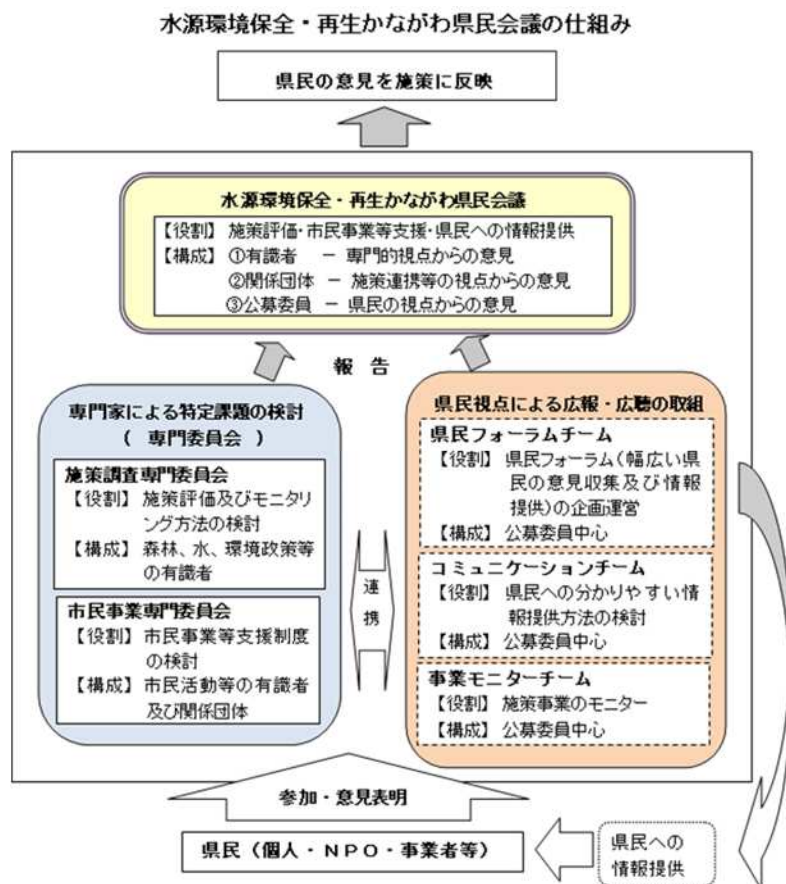 水源環境保全・再生かながわ県民会議の仕組み
県民の意見を施策に反映
水源環境保全・再生かながわ県民会議
【役割】 施策評価・市民事業等支援・県民への情報提供
【構成】 ①有識者 － 専門的視点からの意見
②関係団体 － 施策連携等の視点からの意見
③公募委員 － 県民の視点からの意見
報 告
専門家による特定課題の検討
（ 専門委員会 ）
施策調査専門委員会
【役割】 施策評価及びモニタリ
ング方法の検討
【構成】 森林、水、環境政策等
の有識者
市民事業専門委員会
【役割】 市民事業等支援制度
の検討
【構成】 市民活動等の有識者
及び関係団体
連
携
県民視点による広報・広聴の取組
県民フォーラムチーム
【役割】 県民フォーラム（幅広い県
民の意見収集及び情報
提供）の企画運営
【構成】 公募委員中心
コミュニケーションチーム
【役割】 県民への分かりやすい情
報提供方法の検討
【構成】 公募委員中心
事業モニターチーム
【役割】 施策事業のモニター
【構成】 公募委員中心
参加・意見表明
県民（個人・ＮＰＯ・事業者等）
県民への
情報提供